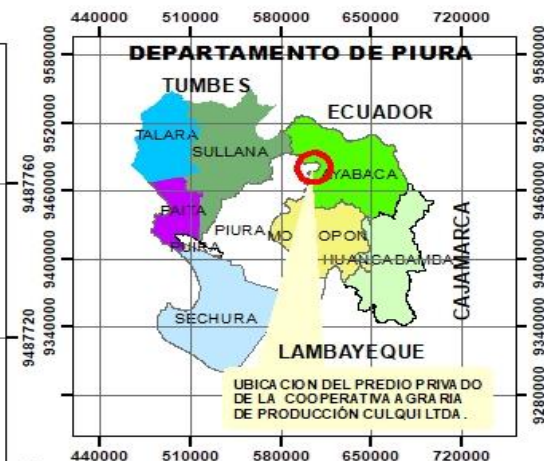 440000 510000 580000 650000 720000
DEPARTAMENTO DE PIURA
TUMBES
ECUADOR
TALARA
SULLANA
AYABACA
PAITA
PIURA
MO OPON
PUIRA
HUANCABAMBA
SECHURA
CAJAMARCA
LAMBAYEQUE
UBICACION DEL PREDIO PRIVADO
DE LA COOPERATIVA AGRARIA
DE PRODUCCIÓN CULQUI LTDA.
9580000
9520000
9460000
9400000
9340000
9280000
9487760
9487720
9580000
9520000
9460000
9400000
9340000
9280000
440000 510000 580000 650000 720000